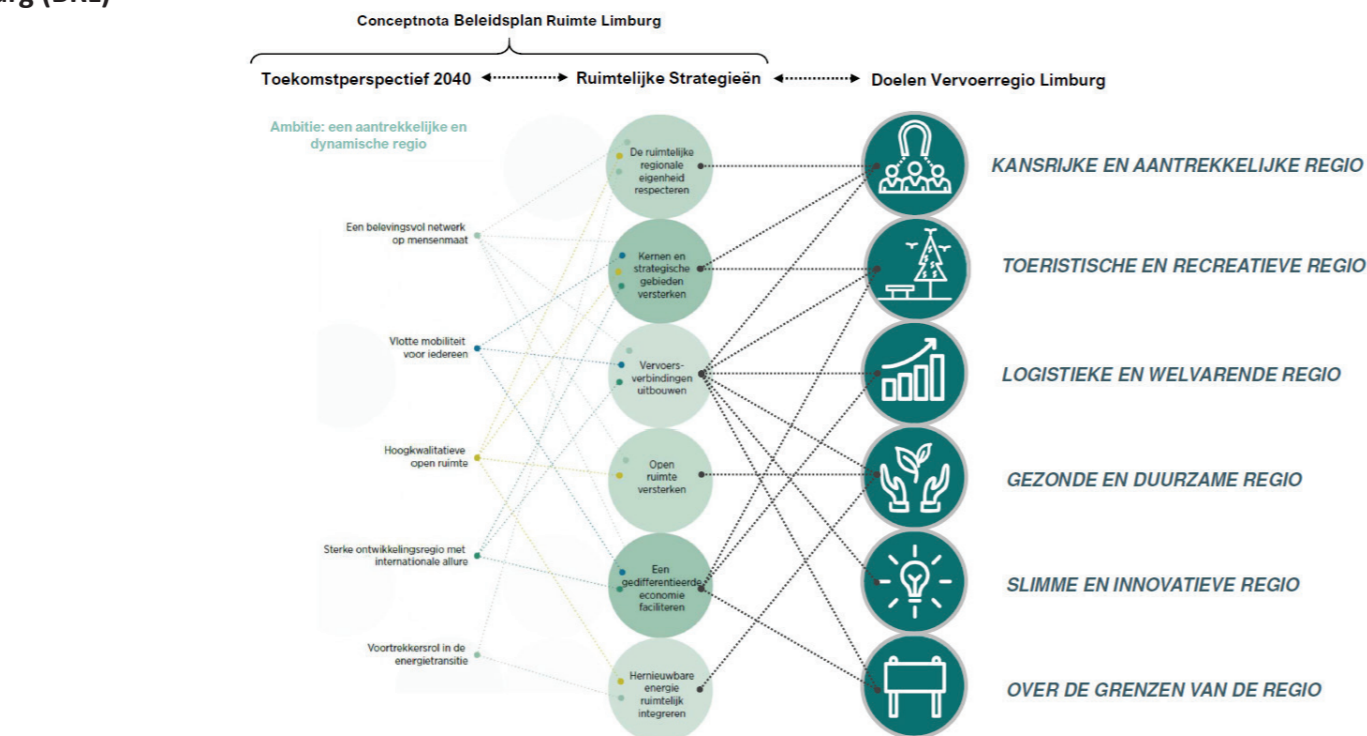 Conceptnota Beleidsplan Ruimte Limburg
Toekomstperspectief 2040
Ruimtelijke Strategieën
Doelen Vervoerregio Limburg
Ambitie: een aantrekkelijke en
dynamische regio
Een belevingsvol netwerk
op mensenmaat
Vlotte mobiliteit
voor iedereen
Hoogkwalitatieve
open ruimte
Sterke ontwikkelingsregio met
internationale allure
Voortrekkersrol in de
energietransitie
De ruimtelijke
regionale
eigenheid
respecteren
Kernen en
strategische
gebieden
versterken
Vervoers-
verbindingen
uitbouwen
Open
ruimte
versterken
Een
gedifferentieerde
economie
faciliteren
Hernieuwbare
energie
ruimtelijk
integreren
KANSRIJKE EN AANTREKKELIJKE REGIO
TOERISTISCHE EN RECREATIEVE REGIO
LOGISTIEKE EN WELVARENDE REGIO
GEZONDE EN DUURZAME REGIO
SLIMME EN INNOVATIEVE REGIO
OVER DE GRENZEN VAN DE REGIO